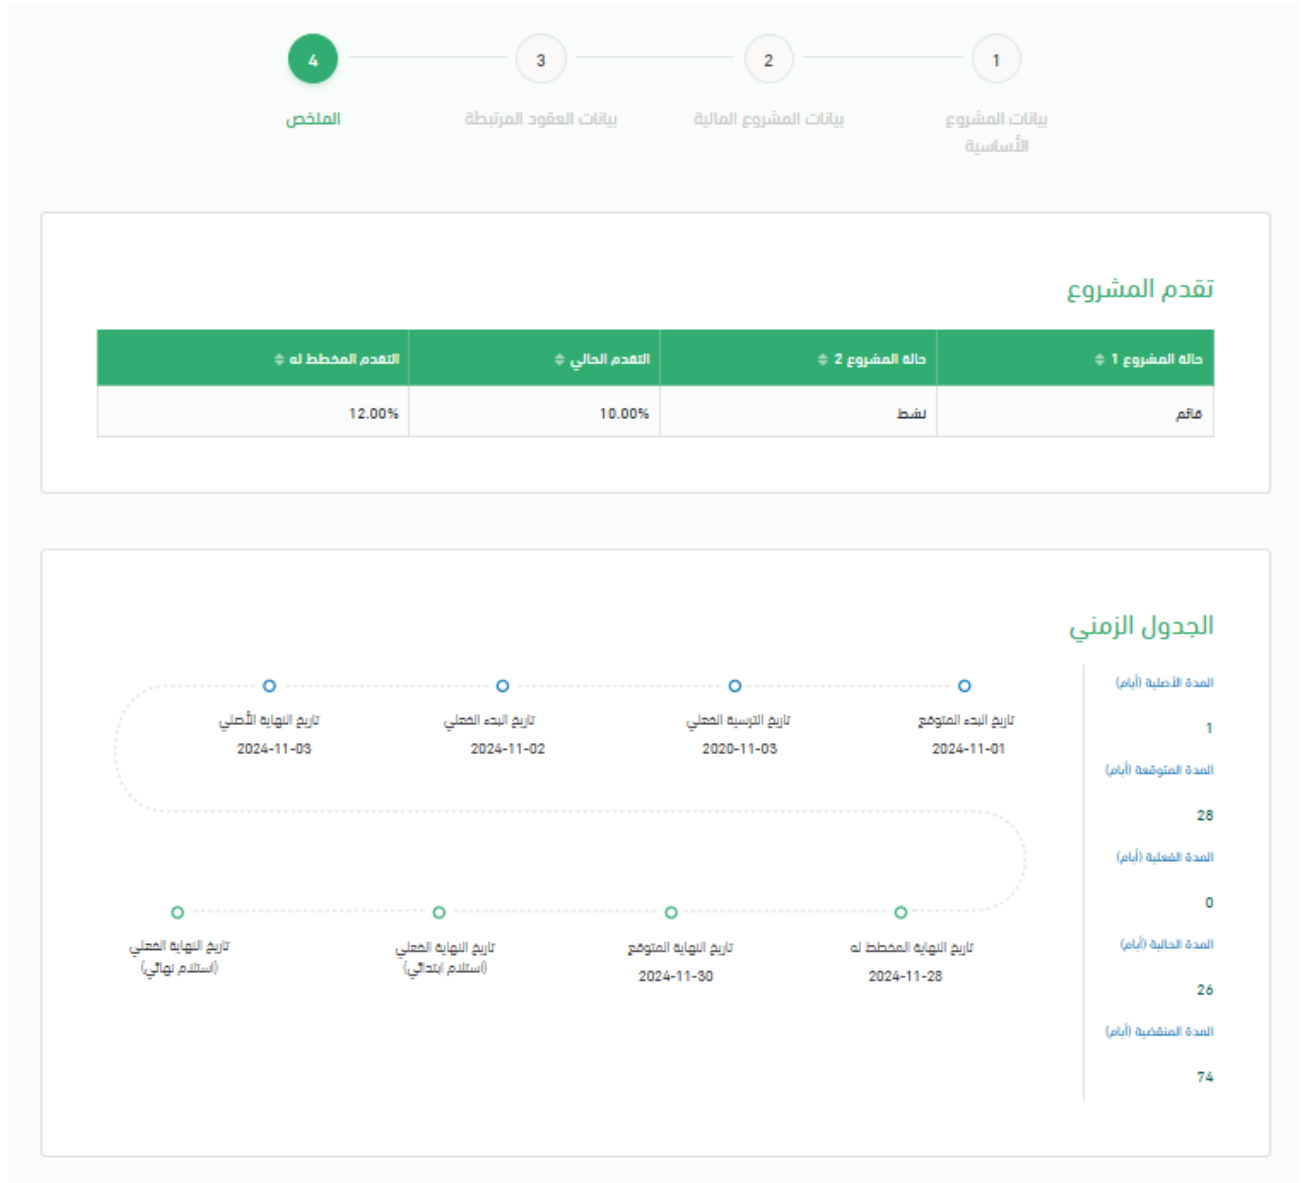 1
2
3
4
بيانات المشروع
الأساسية
بيانات المشروع المالية
بيانات العقود المرتبطة
الملخص
تقدم المشروع
حالة المشروع 1
حالة المشروع 2
التقدم الحالي
التقدم المخطط له
قائم
نشط
10.00%
12.00%
الجدول الزمني
المدة الأصلية (أيام)
1
المدة المتوقعة (أيام)
28
المدة الفعلية (أيام)
0
المدة الحالية (أيام)
26
المدة المنقضية (أيام)
74
تاريخ البدء المتوقع
2024-11-01
تاريخ الترسية الفعلي
2020-11-03
تاريخ البدء الفعلي
2024-11-02
تاريخ النهاية الأصلي
2024-11-03
تاريخ النهاية المخطط له
2024-11-28
تاريخ النهاية المتوقع
2024-11-30
تاريخ النهاية الفعلي
(استلام ابتدائي)
تاريخ النهاية الفعلي
(استلام نهائي)